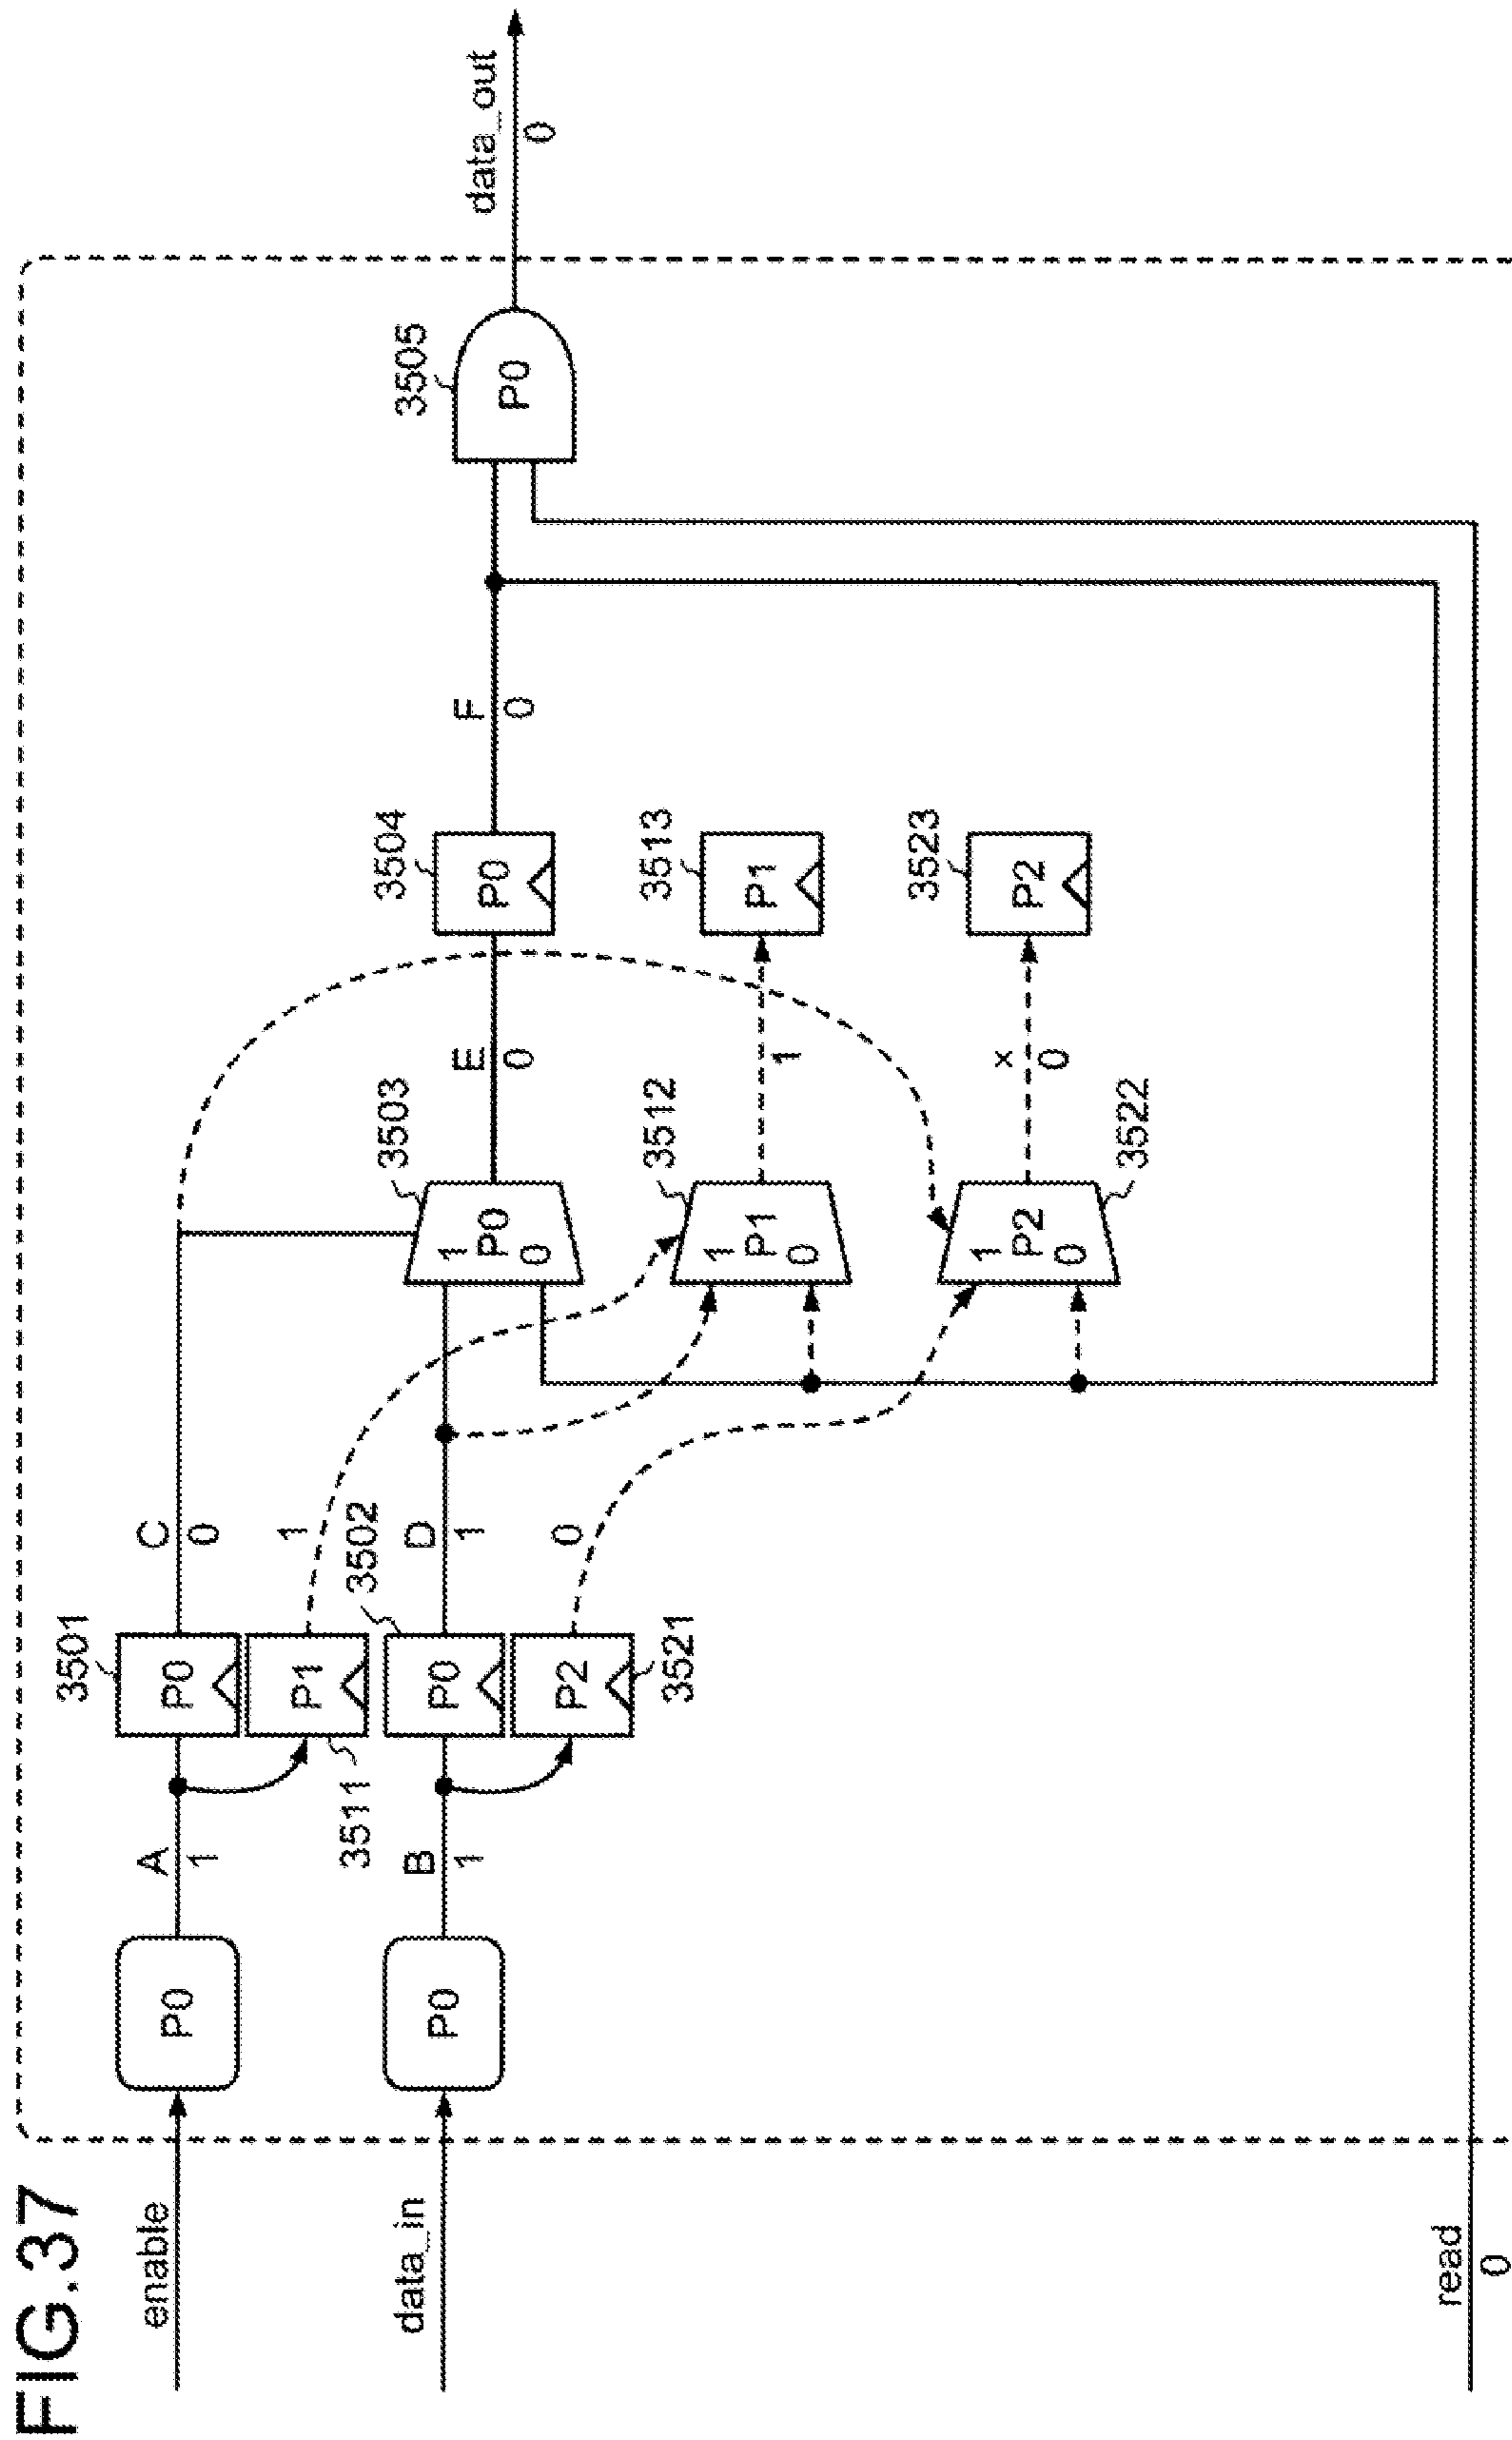 FIG.37
enable
P0
A
1
3501
P0
C
0
P1
3511
1
data_in
P0
B
1
3502
P0
D
1
P2
3521
0
3503
1
P0
0
E
0
3504
P0
F
0
3505
P0
data_out
0
3512
1
P1
0
1
3513
P1
3522
1
P2
0
×
0
3523
P2
read
0